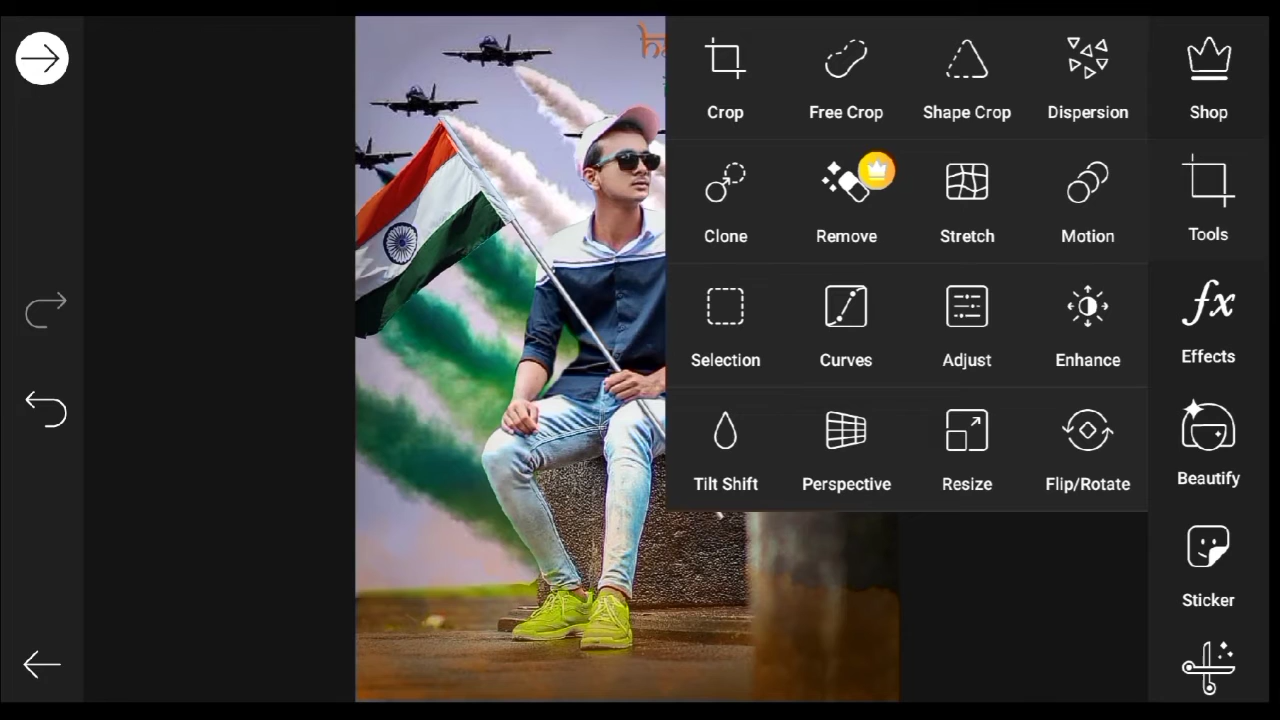 Crop
Free Crop
Shape Crop
Dispersion
Shop
Clone
Remove
Stretch
Motion
Tools
Selection
Curves
Adjust
Enhance
fx
Effects
Tilt Shift
Perspective
Resize
Flip/Rotate
Beautify
Sticker